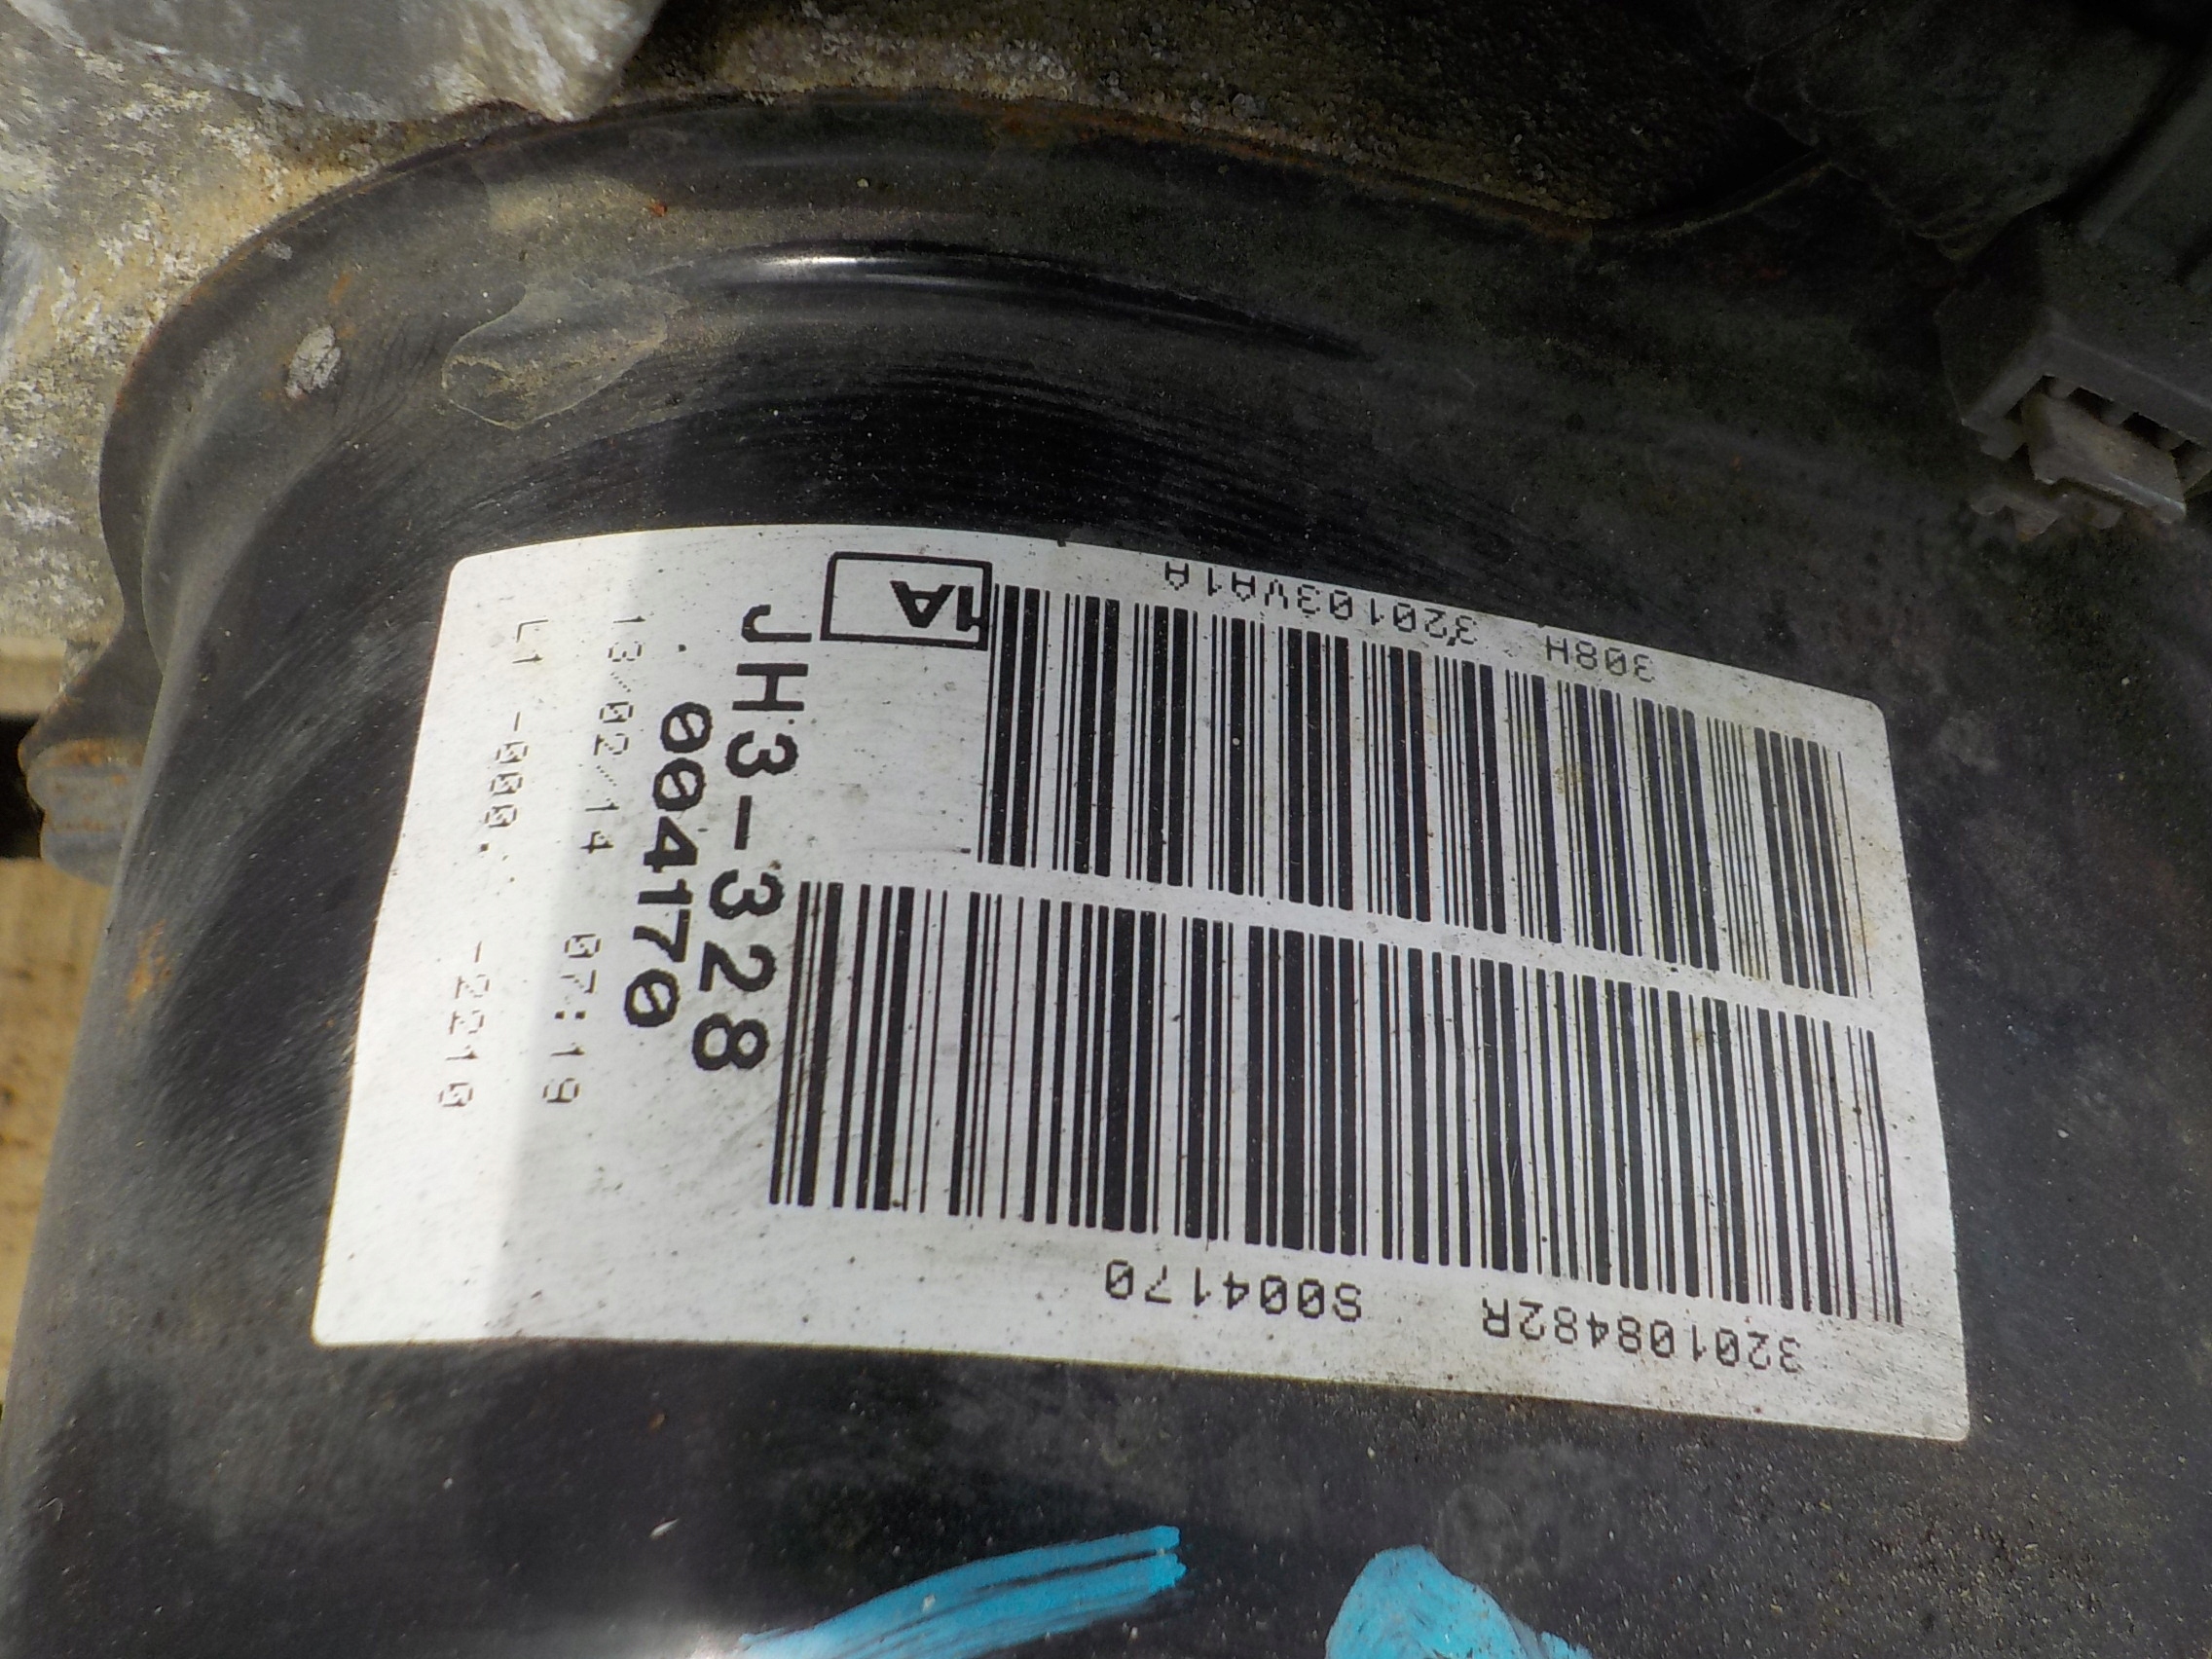 308H 320103VA1A
1A
JH3-328
004170
13/02/14 07:19
L1 -000. -2210
320108482R S004170